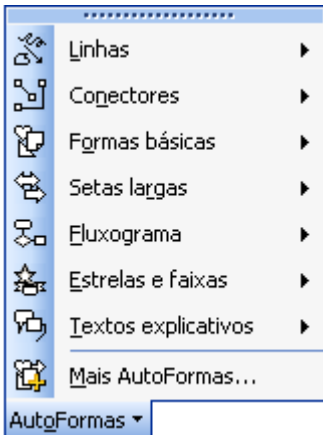 Linhas
Conectores
Formas básicas
Setas largas
Fluxograma
Estrelas e faixas
Textos explicativos
Mais AutoFormas...
AutoFormas